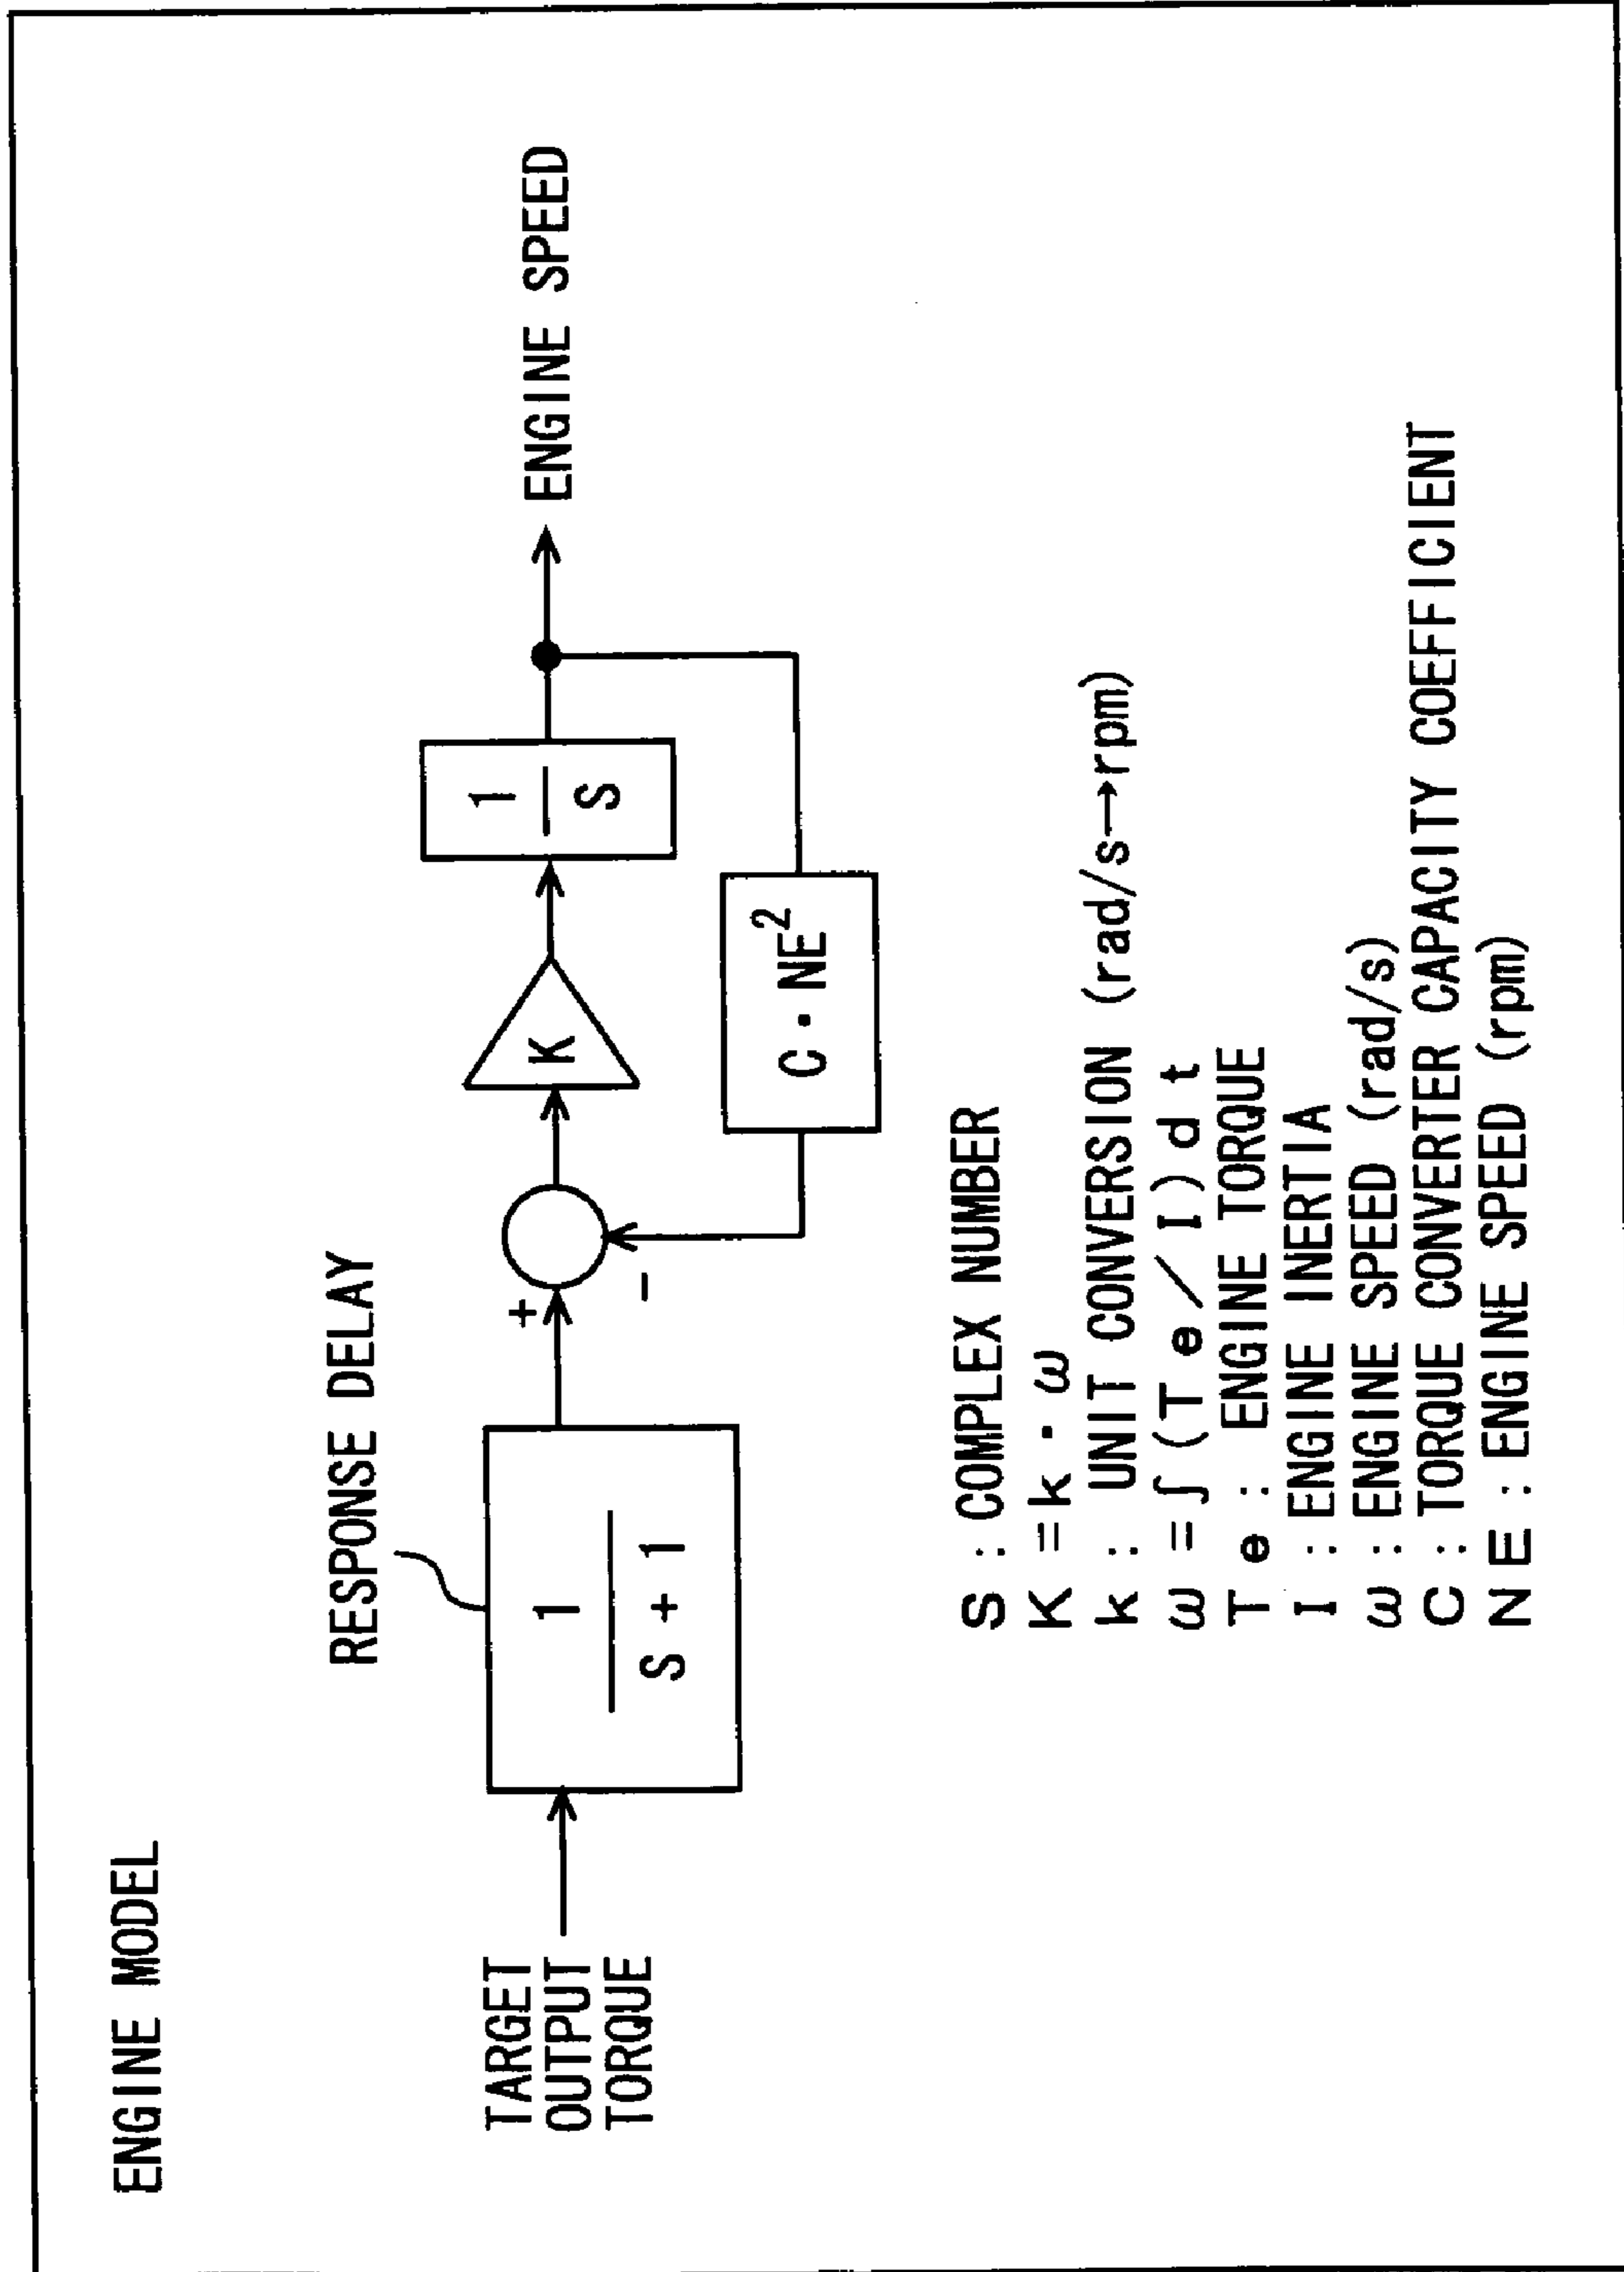 ENGINE MODEL
RESPONSE DELAY
TARGET
OUTPUT
TORQUE
1
S + 1
+
-
K
1
S
ENGINE SPEED
C · NE²
S : COMPLEX NUMBER
K = k · ω
k : UNIT CONVERSION (rad/s→rpm)
ω = ∫ (T e / I) d t
T e : ENGINE TORQUE
I : ENGINE INERTIA
ω : ENGINE SPEED (rad/s)
C : TORQUE CONVERTER CAPACITY COEFFICIENT
N E : ENGINE SPEED (rpm)